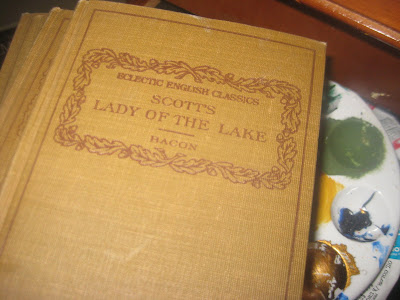 ECLECTIC ENGLISH CLASSICS
SCOTT'S
LADY OF THE LAKE
BACON